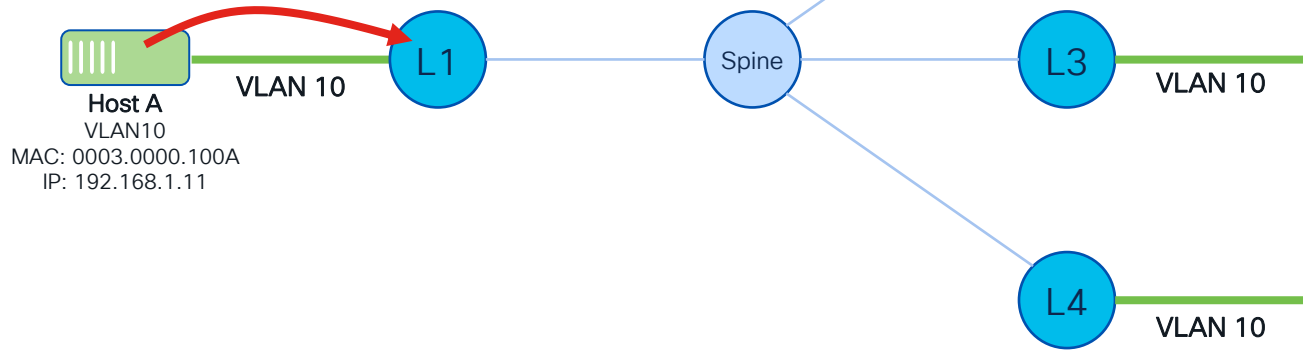 L1
Spine
L3
VLAN 10
VLAN 10
Host A
VLAN10
MAC: 0003.0000.100A
IP: 192.168.1.11
L4
VLAN 10